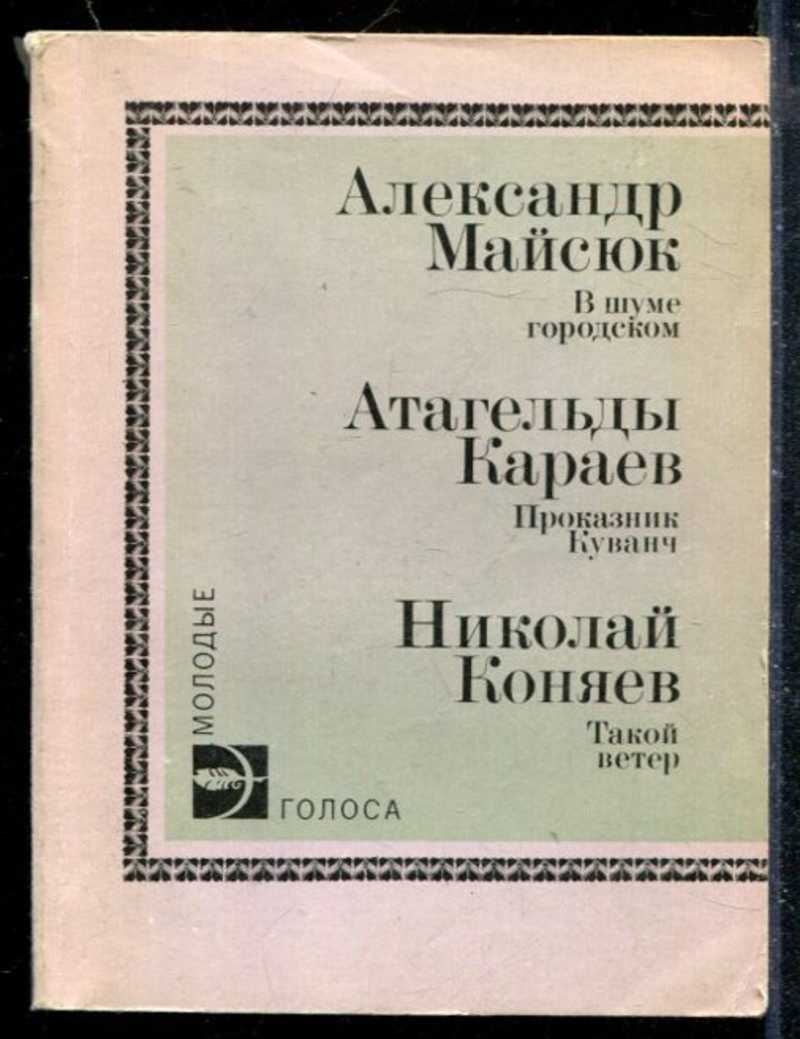 Александр
Майсюк
В шуме
городском
Атагельды
Караев
Проказник
Куванч
Николай
Коняев
Такой
ветер
МОЛОДЫЕ
ГОЛОСА